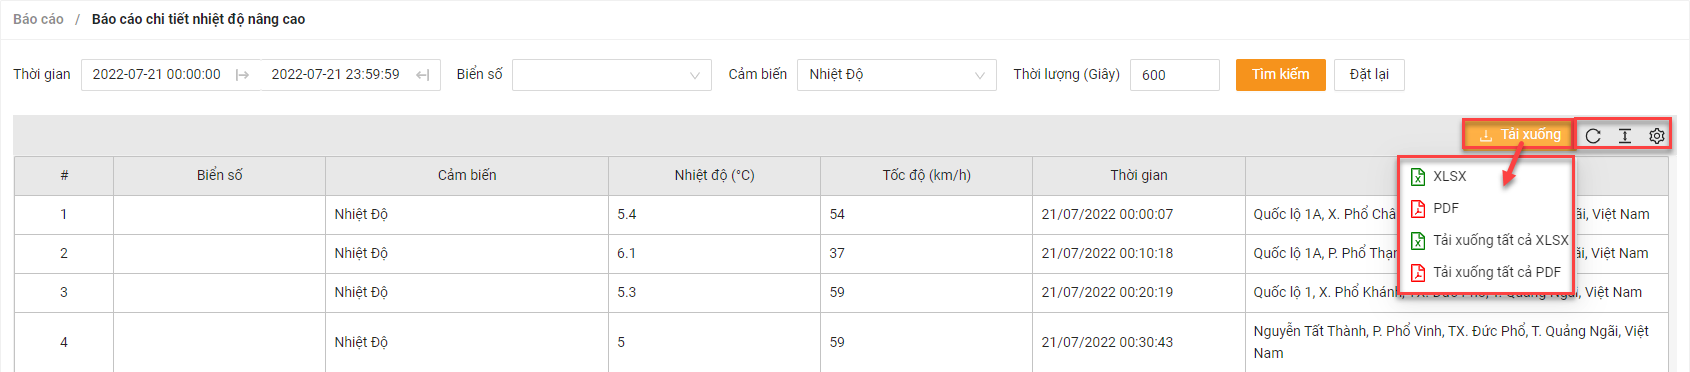 Báo cáo / Báo cáo chi tiết nhiệt độ nâng cao
Thời gian 2022-07-21 00:00:00 2022-07-21 23:59:59 Biển số Cảm biến Nhiệt Độ Thời lượng (Giây) 600 Tìm kiếm Đặt lại
Tải xuống
# Biển số Cảm biến Nhiệt độ (°C) Tốc độ (km/h) Thời gian
XLSX
PDF
Tải xuống tất cả XLSX
Tải xuống tất cả PDF
1 Nhiệt Độ 5.4 54 21/07/2022 00:00:07 Quốc lộ 1A, X. Phổ Việt Nam
2 Nhiệt Độ 6.1 37 21/07/2022 00:10:18 Quốc lộ 1A, P. Phổ Việt Nam
3 Nhiệt Độ 5.3 59 21/07/2022 00:20:19 Quốc lộ 1, X. Phổ Khánh, TX. Đức Phổ, T. Quảng Ngãi, Việt Nam
4 Nhiệt Độ 5 59 21/07/2022 00:30:43 Nguyễn Tất Thành, P. Phổ Vinh, TX. Đức Phổ, T. Quảng Ngãi, Việt
Nam